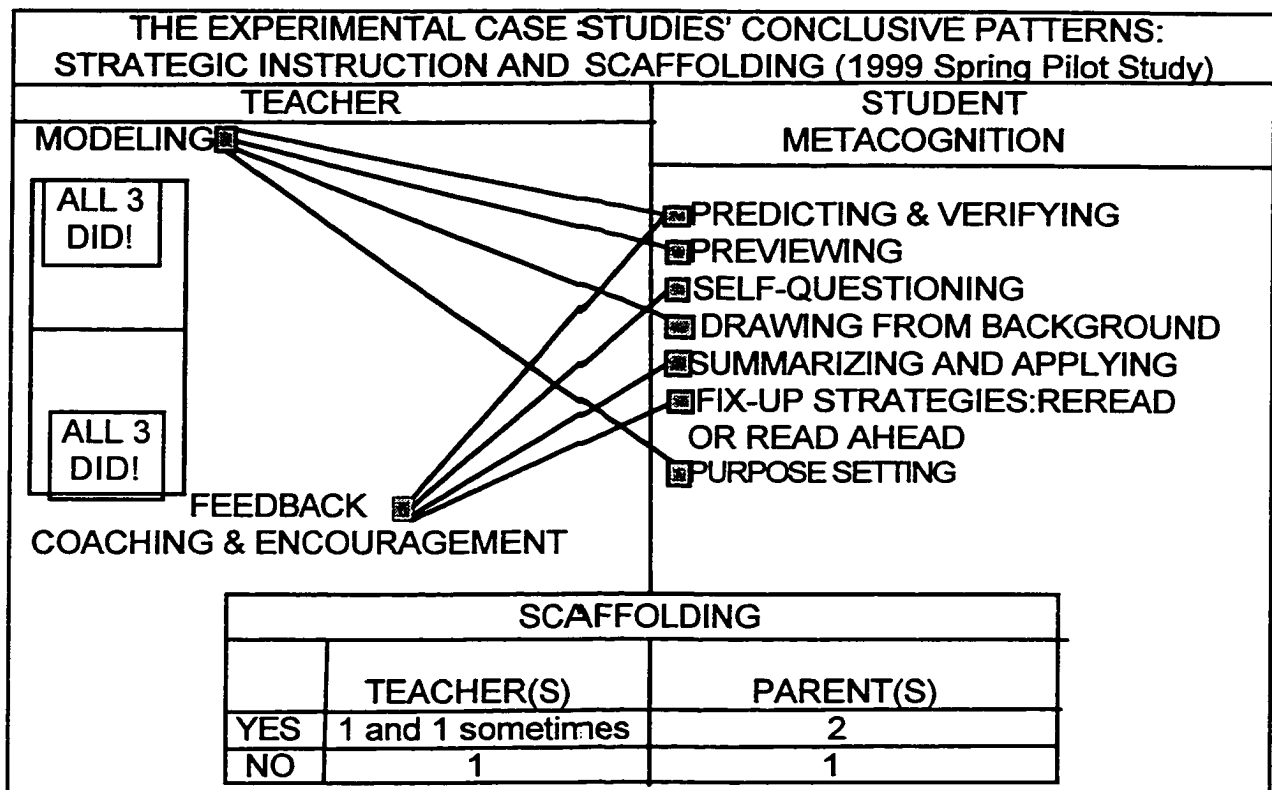 THE EXPERIMENTAL CASE STUDIES' CONCLUSIVE PATTERNS:
STRATEGIC INSTRUCTION AND SCAFFOLDING (1999 Spring Pilot Study)
TEACHER
STUDENT
METACOGNITION
MODELING
ALL 3
DID!
ALL 3
DID!
FEEDBACK
COACHING & ENCOURAGEMENT
PREDICTING & VERIFYING
PREVIEWING
SELF-QUESTIONING
DRAWING FROM BACKGROUND
SUMMARIZING AND APPLYING
FIX-UP STRATEGIES:REREAD
OR READ AHEAD
PURPOSE SETTING
SCAFFOLDING
TEACHER(S) PARENT(S)
YES 1 and 1 sometimes 2
NO 1 1